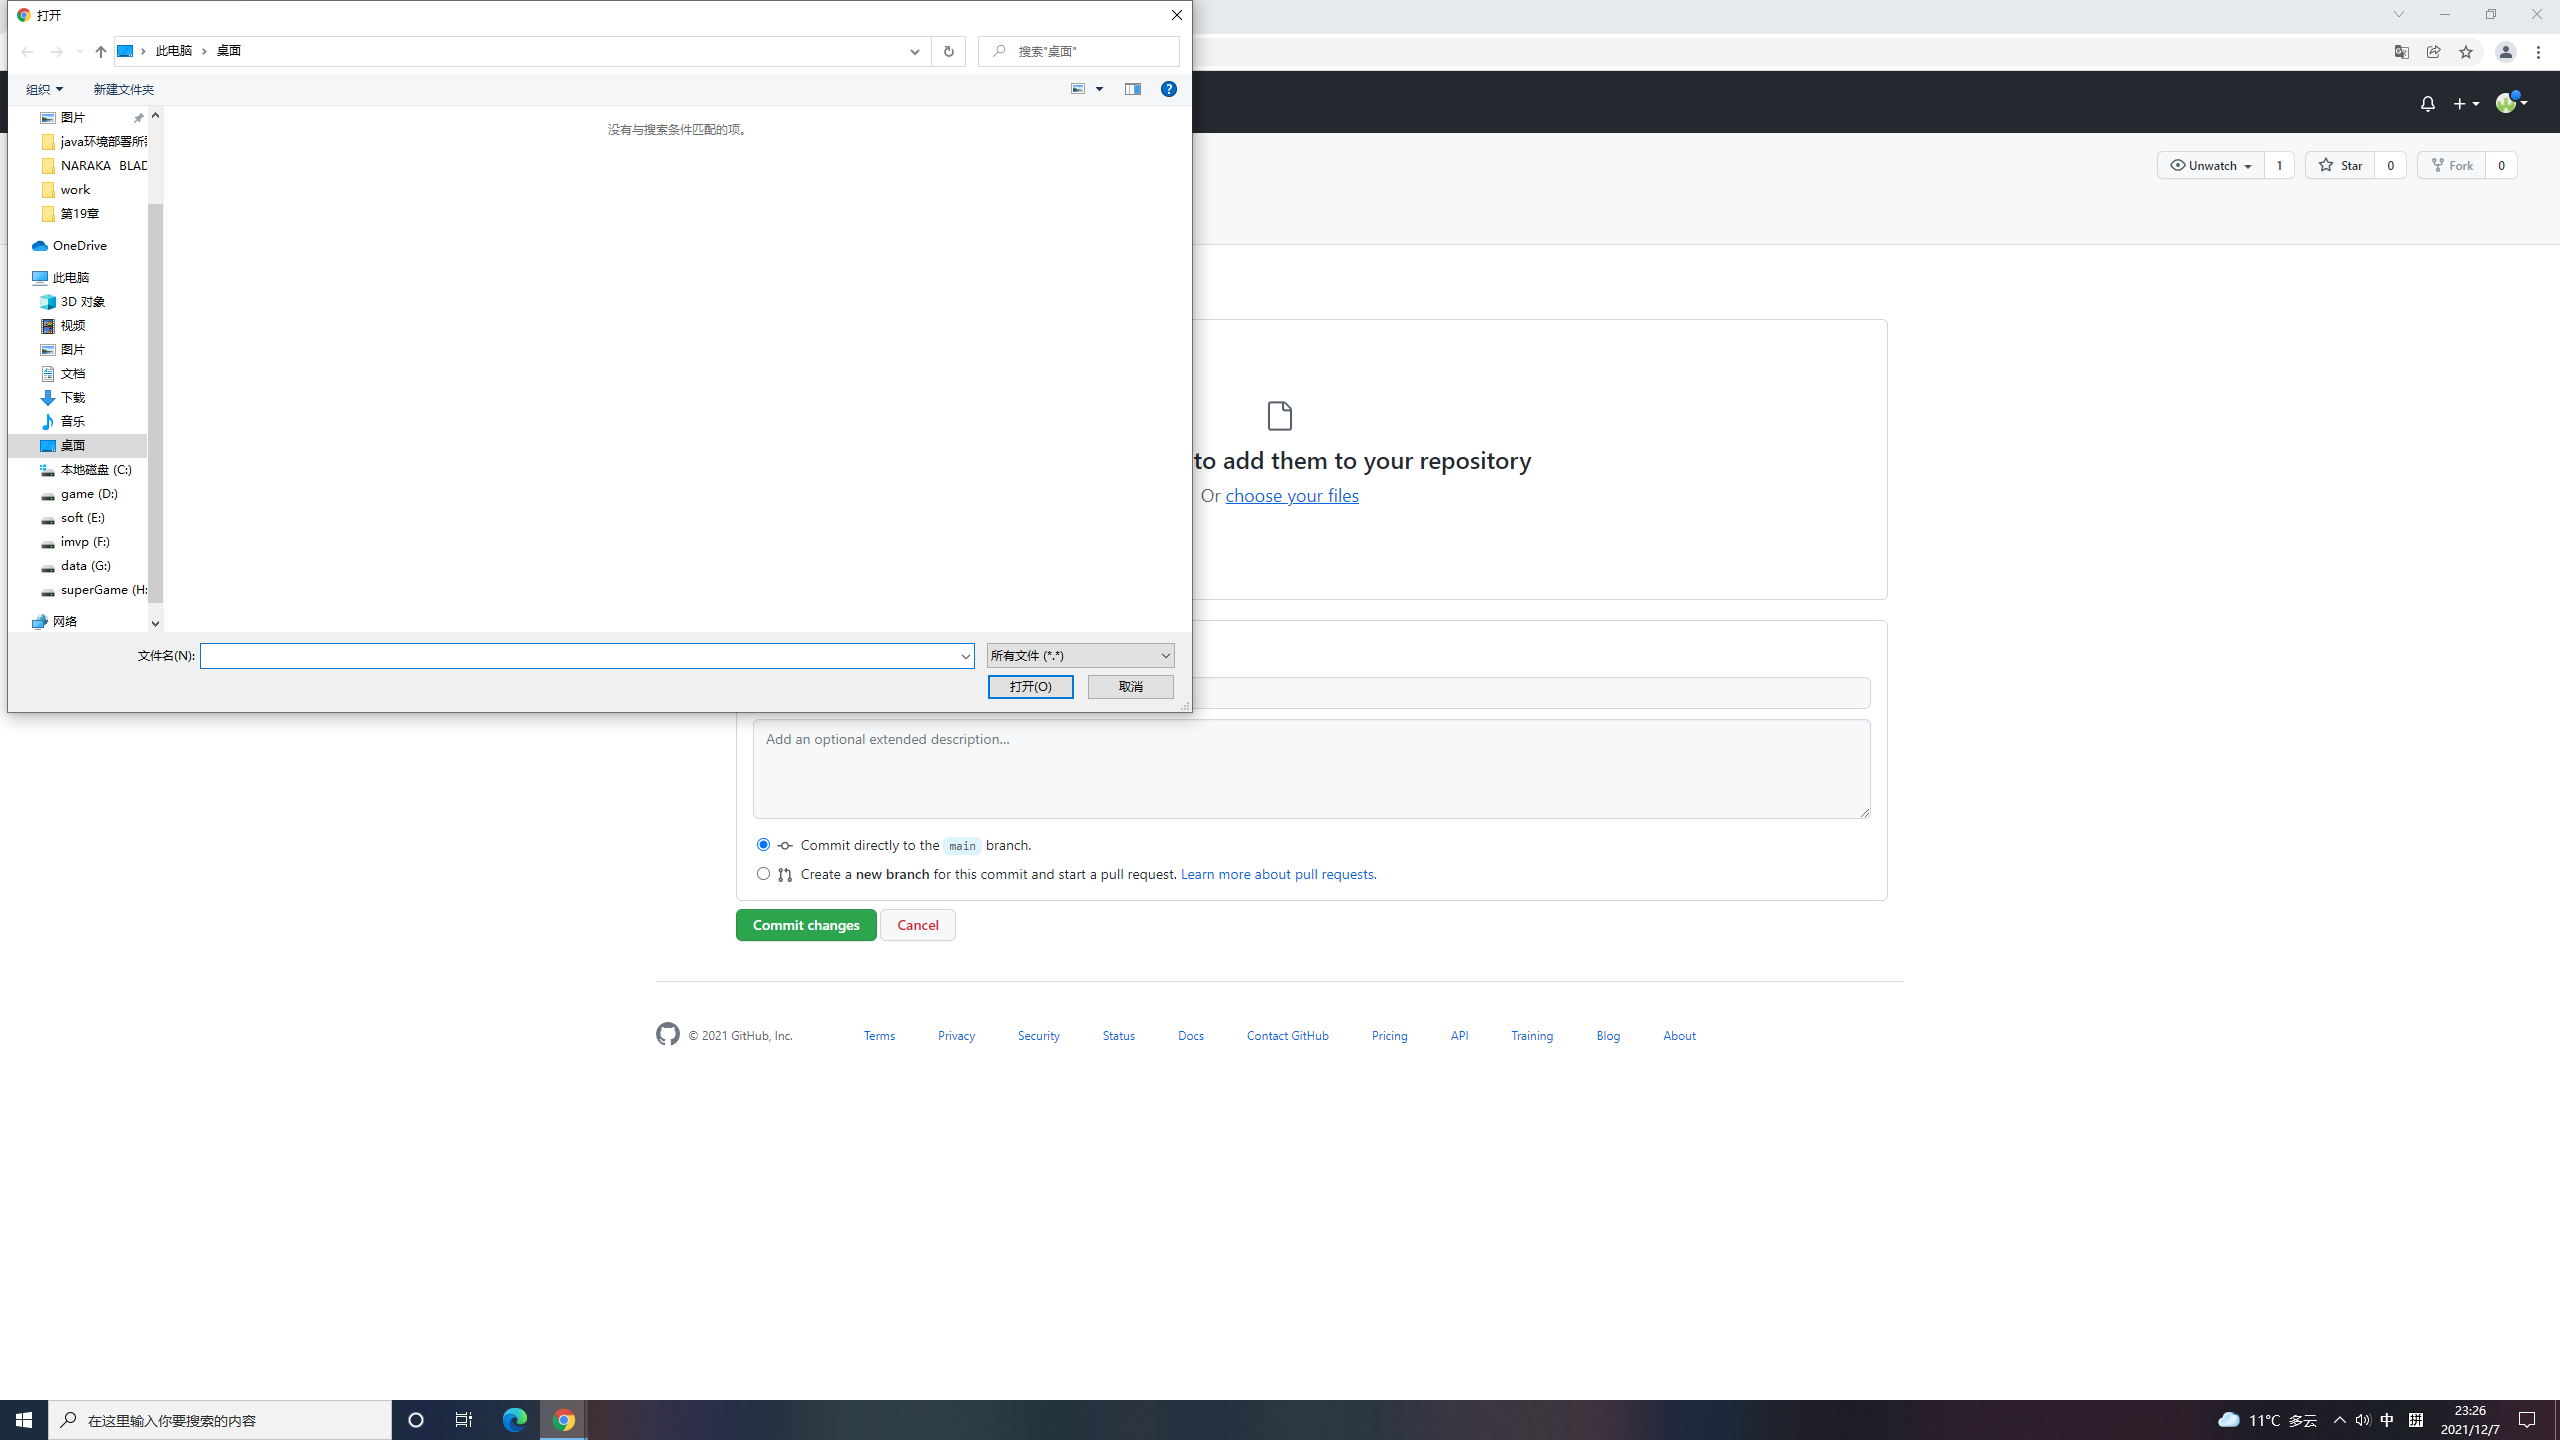 打开
此电脑 桌面
搜索"桌面"
组织 新建文件夹
图片
java环境部署所
NARAKA BLAD
work
第19章
OneDrive
此电脑
3D 对象
视频
图片
文档
下载
音乐
桌面
本地磁盘 (C:)
game (D:)
soft (E:)
imvp (F:)
data (G:)
superGame (H:
网络
没有与搜索条件匹配的项。
文件名(N): 所有文件 (*.*)
打开(O) 取消
Unwatch 1 Star 0 Fork 0
to add them to your repository
Or choose your files
Add an optional extended description...
Commit directly to the main branch.
Create a new branch for this commit and start a pull request. Learn more about pull requests.
Commit changes Cancel
© 2021 GitHub, Inc. Terms Privacy Security Status Docs Contact GitHub Pricing API Training Blog About
在这里输入你要搜索的内容
11°C 多云 中 拼
23:26
2021/12/7